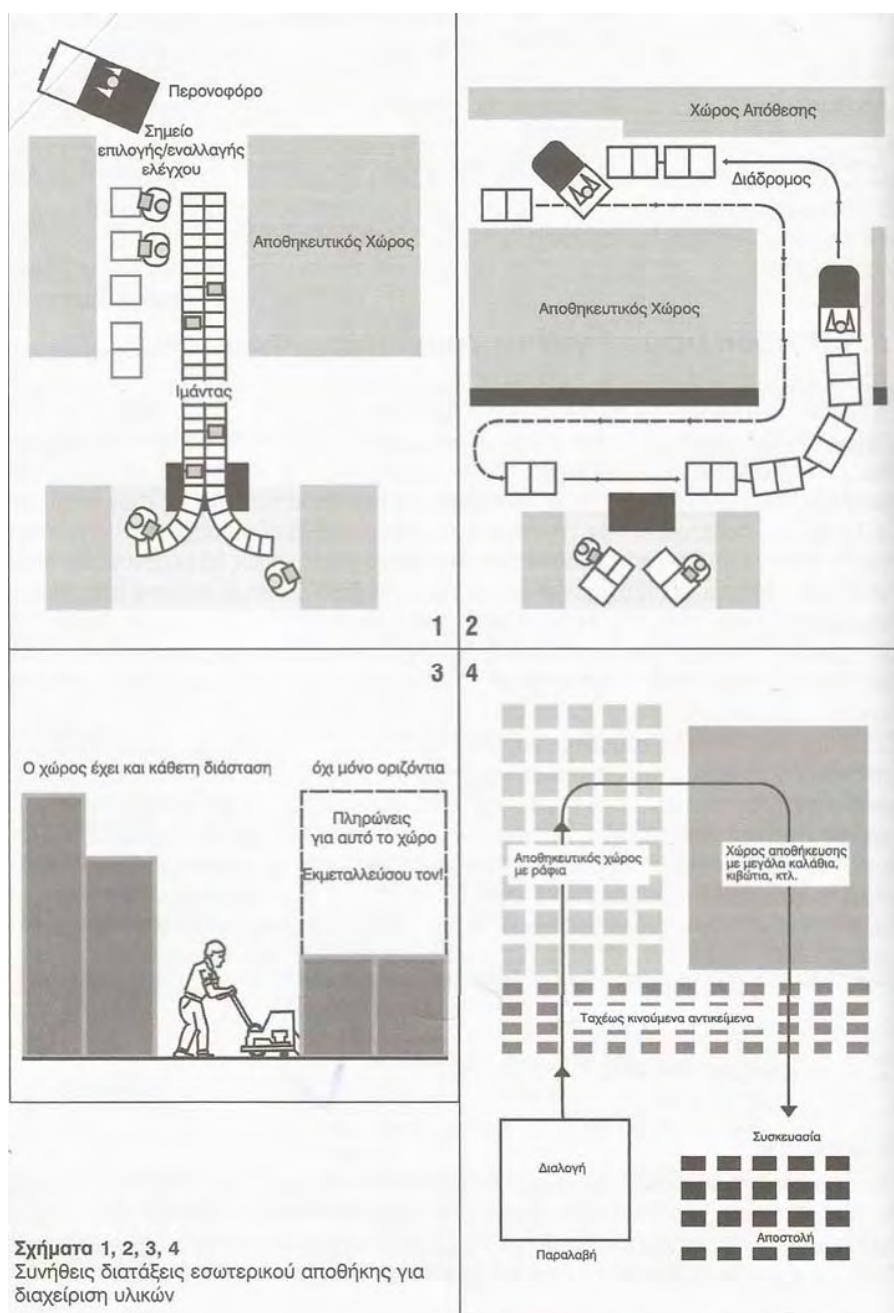 Περονοφόρο
Σημείο
επιλογής/εναλλαγής
ελέγχου
Αποθηκευτικός Χώρος
Ιμάντας
1
Χώρος Απόθεσης
Διάδρομος
Αποθηκευτικός Χώρος
2
3
Ο χώρος έχει και κάθετη διάσταση
όχι μόνο οριζόντια
Πληρώνεις
για αυτό το χώρο
Εκμεταλλεύσου τον!
4
Αποθηκευτικός χώρος
με ράφια
Χώρος αποθήκευσης
με μεγάλα καλάθια,
κιβώτια, κτλ.
Ταχέως κινούμενα αντικείμενα
Συσκευασία
Διαλογή
Αποστολή
Παραλαβή
Σχήματα 1, 2, 3, 4
Συνήθεις διατάξεις εσωτερικού αποθήκης για
διαχείριση υλικών